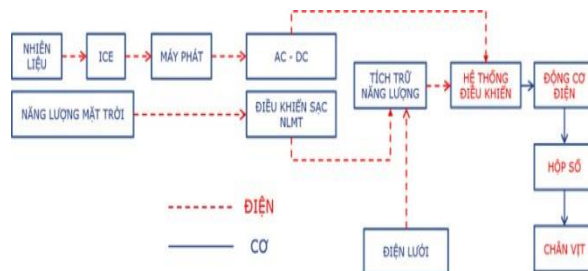 NHIÊN
LIỆU
ICE
MÁY PHÁT
AC - DC
TÍCH TRỮ
NĂNG LƯỢNG
HỆ THỐNG
ĐIỀU KHIỂN
ĐỘNG CƠ
ĐIỆN
NĂNG LƯỢNG MẶT TRỜI
ĐIỀU KHIỂN SẠC
NLMT
HỘP SỐ
ĐIỆN
CƠ
ĐIỆN LƯỚI
CHÂN VỊT